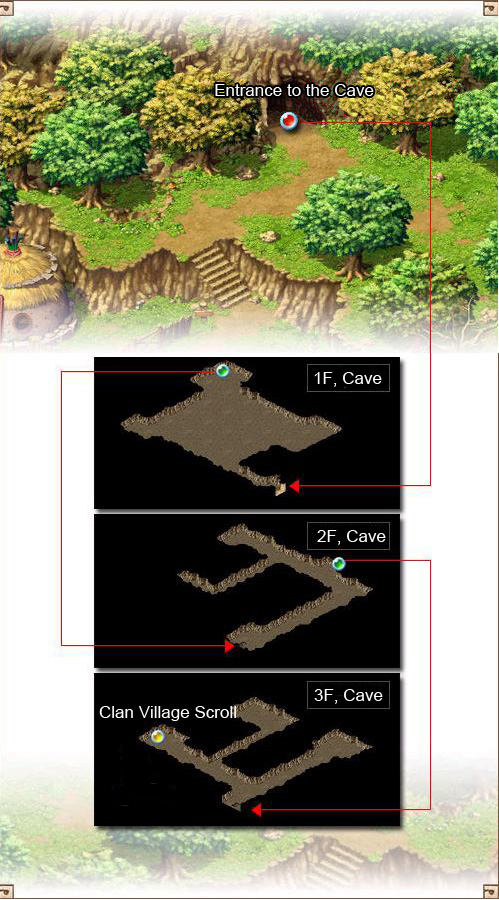 Entrance to the Cave
1F, Cave
2F, Cave
3F, Cave
Clan Village Scroll